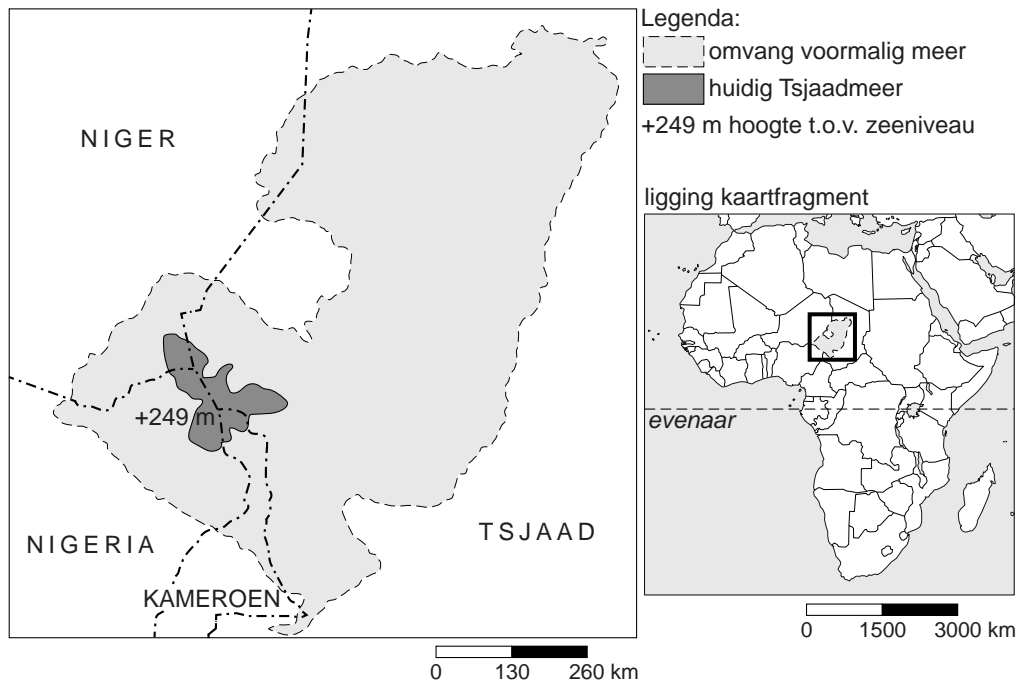 Legenda:
omvang voormalig meer
huidig Tsjaadmeer
+249 m hoogte t.o.v. zeeniveau
NIGER
ligging kaartfragment
evenaar
+249 m
NIGERIA
TSJAAD
KAMEROEN
0 1500 3000 km
0 130 260 km